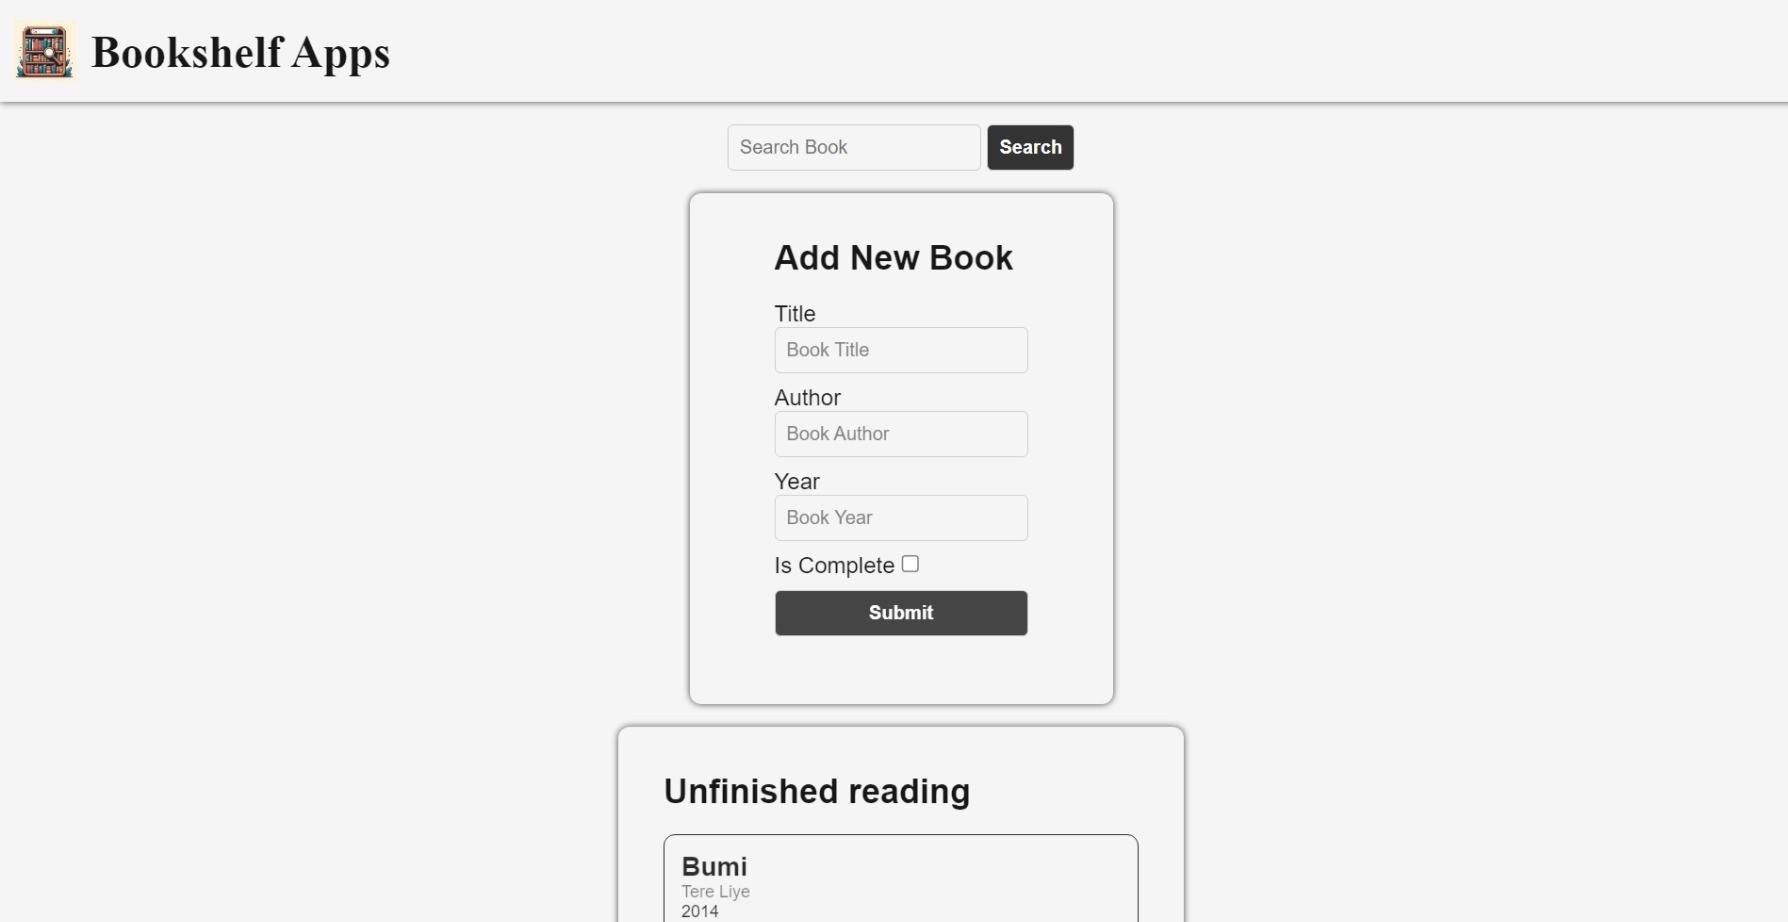 Bookshelf Apps
Search Book
Search
Add New Book
Title
Book Title
Author
Book Author
Year
Book Year
Is Complete
Submit
Unfinished reading
Bumi
Tere Liye
2014